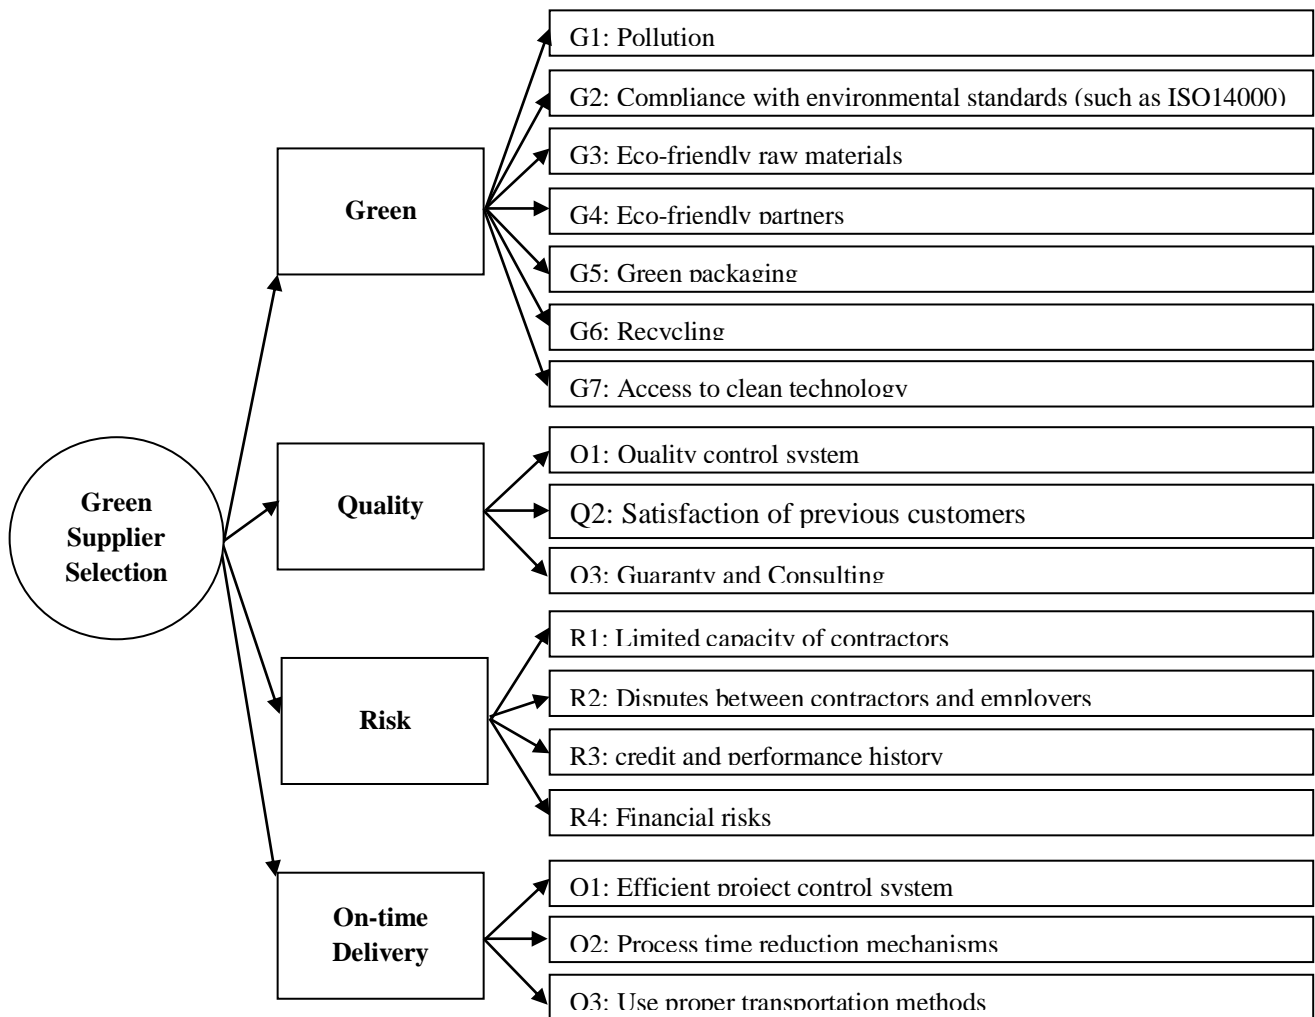 G1: Pollution
G2: Compliance with environmental standards (such as ISO14000)
G3: Eco-friendly raw materials
Green
G4: Eco-friendly partners
G5: Green packaging
G6: Recycling
G7: Access to clean technology
Q1: Quality control system
Green
Supplier
Selection
Quality
Q2: Satisfaction of previous customers
Q3: Guaranty and Consulting
R1: Limited capacity of contractors
R2: Disputes between contractors and employers
Risk
R3: credit and performance history
R4: Financial risks
O1: Efficient project control system
On-time
Delivery
O2: Process time reduction mechanisms
O3: Use proper transportation methods